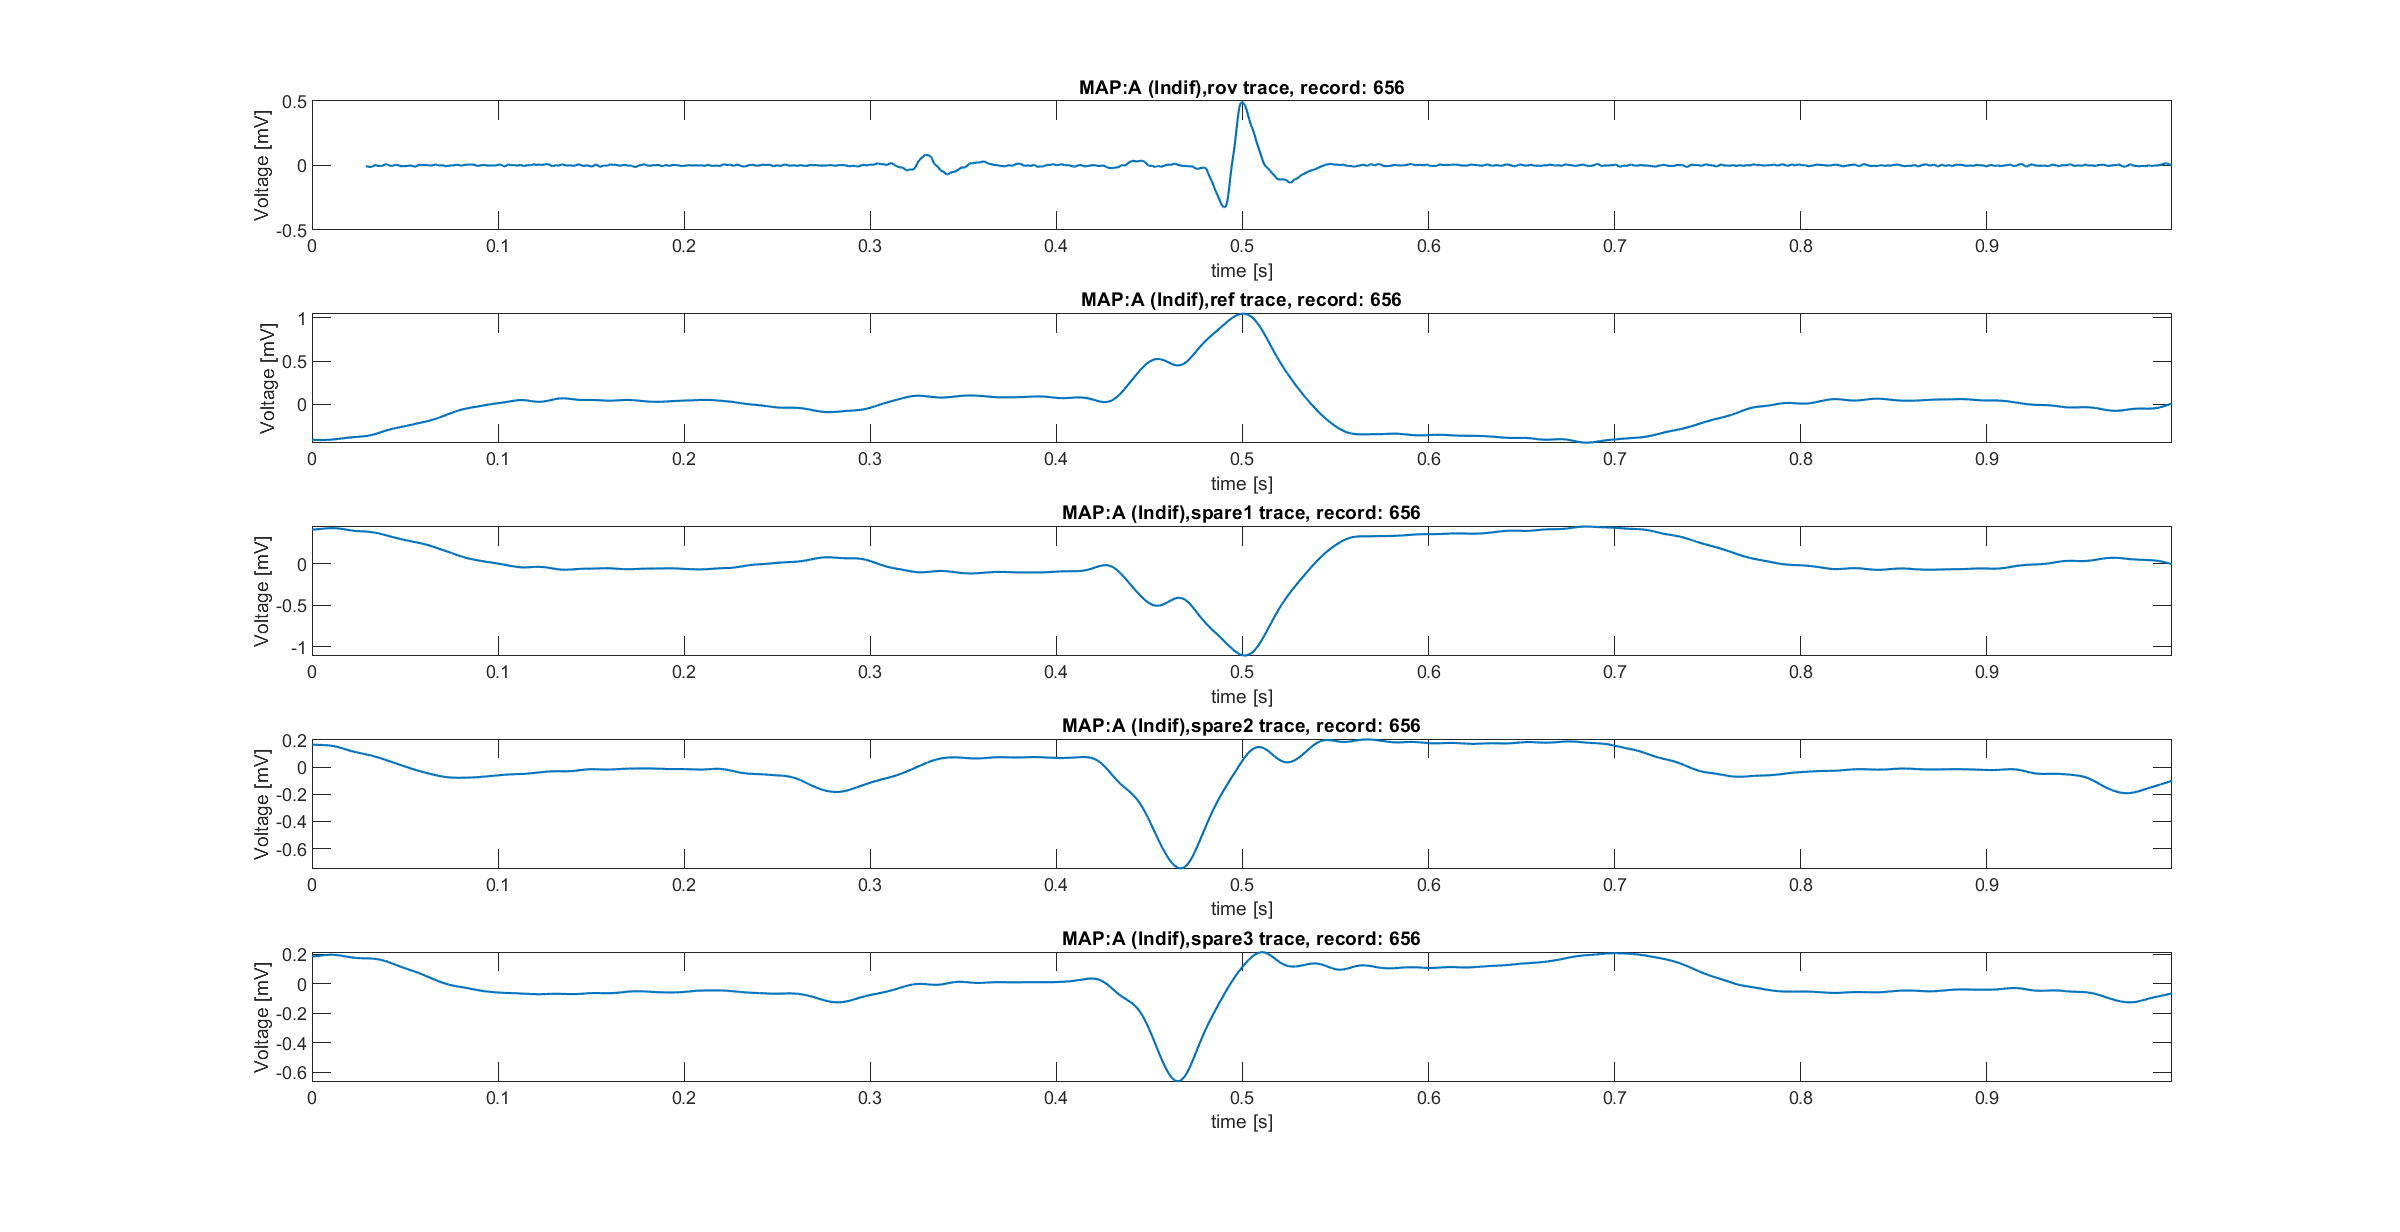 MAP:A (Indif),rov trace, record: 656
Voltage [mV]
0.5
0
-0.5
0 0.1 0.2 0.3 0.4 0.5 0.6 0.7 0.8 0.9
time [s]
MAP:A (Indif),ref trace, record: 656
Voltage [mV]
1
0.5
0
0 0.1 0.2 0.3 0.4 0.5 0.6 0.7 0.8 0.9
time [s]
MAP:A (Indif),spare1 trace, record: 656
Voltage [mV]
0
-0.5
-1
0 0.1 0.2 0.3 0.4 0.5 0.6 0.7 0.8 0.9
time [s]
MAP:A (Indif),spare2 trace, record: 656
Voltage [mV]
0.2
0
-0.2
-0.4
-0.6
0 0.1 0.2 0.3 0.4 0.5 0.6 0.7 0.8 0.9
time [s]
MAP:A (Indif),spare3 trace, record: 656
Voltage [mV]
0.2
0
-0.2
-0.4
-0.6
0 0.1 0.2 0.3 0.4 0.5 0.6 0.7 0.8 0.9
time [s]